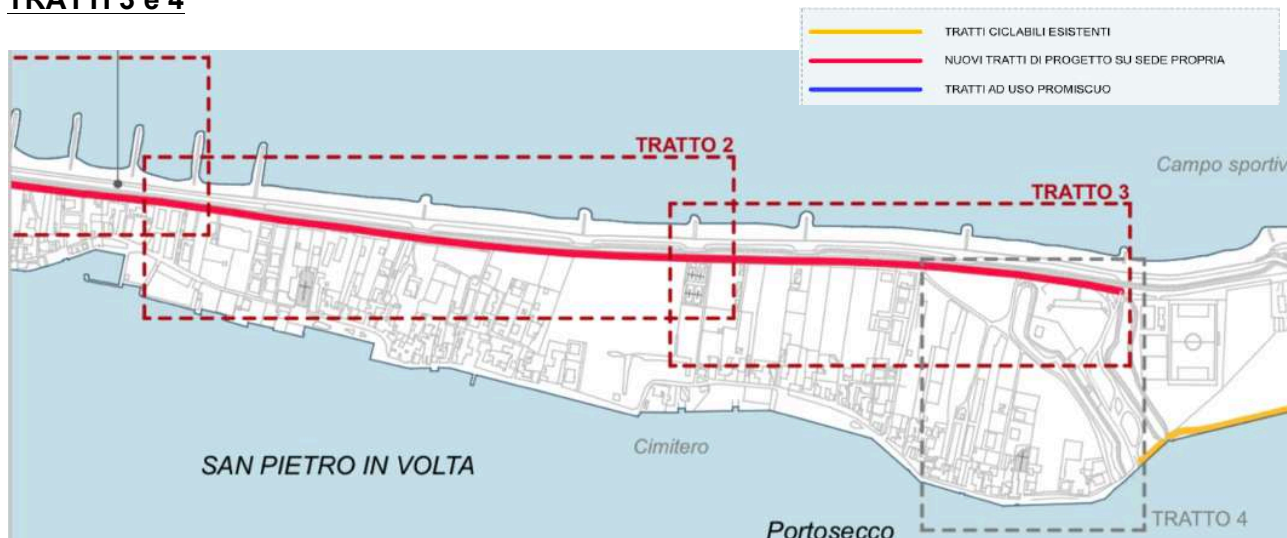 TRATTI 3 e 4
TRATTI CICLABILI ESISTENTI
NUOVI TRATTI DI PROGETTO SU SEDE PROPRIA
TRATTI AD USO PROMISCUO
TRATTO 2
Campo sportiv
TRATTO 3
Cimitero
SAN PIETRO IN VOLTA
TRATTO 4
Portosecco